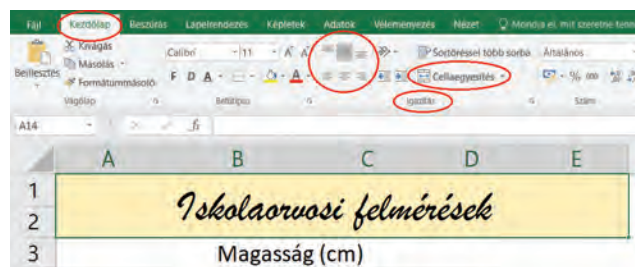 Fájl Kezdőlap Beszúrás Lapelrendezés Képletek Adatok Véleményezés Nézet Mondja el, mit szeretne tenni
Kivágás
Beillesztés Másolás
Formátummásoló
Calibri 11 A A
F D A A
Sortöréssel több sorba
Cellaegyesítés
Általános
% 000
Vágólap Betűtípus Igazítás Szám
A14 fx
A B C D E
1
2 Iskolaorvosi felmérések
3 Magasság (cm)